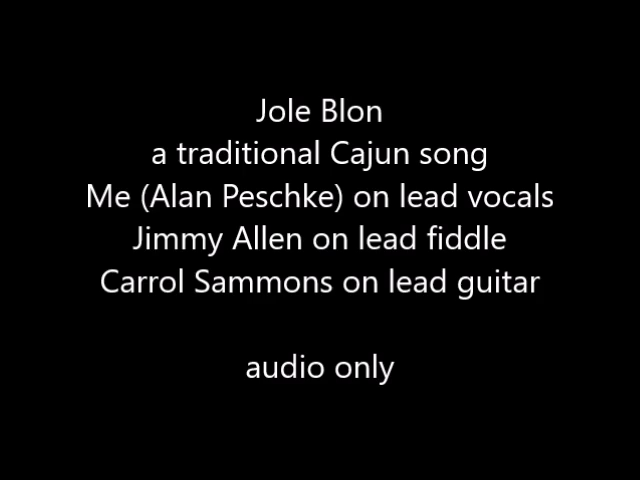 Jole Blon
a traditional Cajun song
Me (Alan Peschke) on lead vocals
Jimmy Allen on lead fiddle
Carrol Sammons on lead guitar
audio only